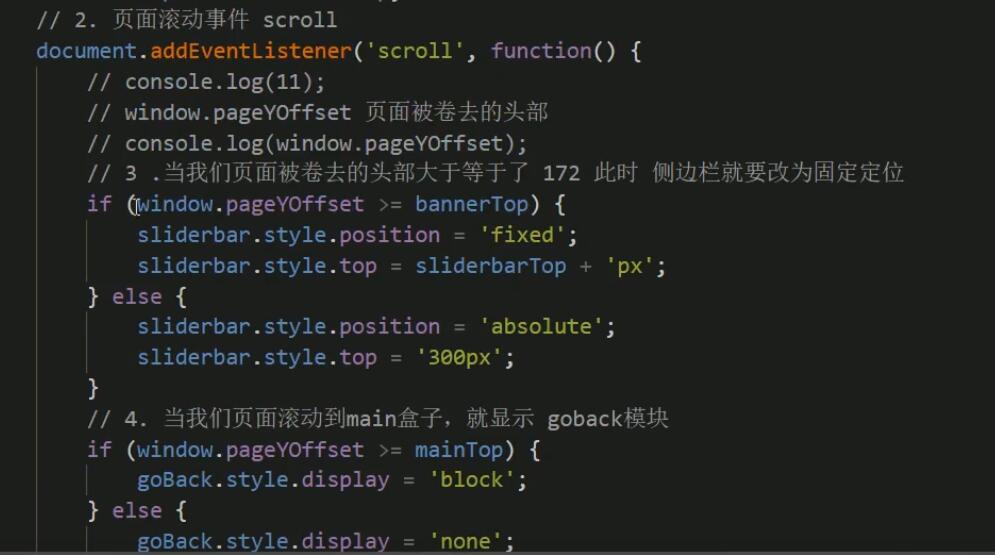 // 2. 页面滚动事件 scroll
document.addEventListener('scroll', function() {
// console.log(11);
// window.pageYOffset 页面被卷去的头部
// console.log(window.pageYOffset);
// 3 .当我们页面被卷去的头部大于等于了 172 此时 侧边栏就要改为固定定位
if (window.pageYOffset >= bannerTop) {
sliderbar.style.position = 'fixed';
sliderbar.style.top = sliderbarTop + 'px';
} else {
sliderbar.style.position = 'absolute';
sliderbar.style.top = '300px';
}
// 4. 当我们页面滚动到main盒子，就显示 goback模块
if (window.pageYOffset >= mainTop) {
goBack.style.display = 'block';
} else {
goBack.style.display = 'none';